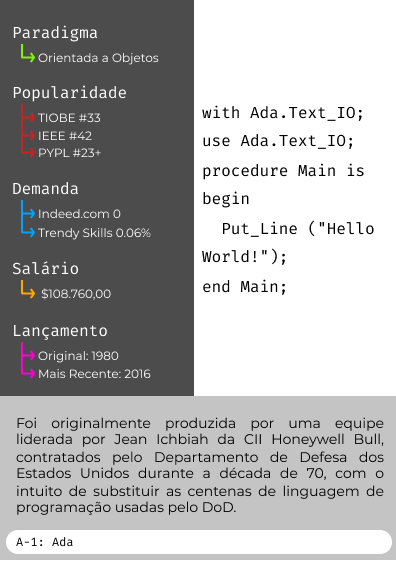 Paradigma
Orientada a Objetos
Popularidade
TIOBE #33
IEEE #42
PYPL #23+
Demanda
Indeed.com 0
Trendy Skills 0.06%
Salário
$108.760,00
Lançamento
Original: 1980
Mais Recente: 2016
with Ada.Text_IO;
use Ada.Text_IO;
procedure Main is
begin
  Put_Line ("Hello
World!");
end Main;
Foi originalmente produzida por uma equipe
liderada por Jean Ichbiah da CII Honeywell Bull,
contratados pelo Departamento de Defesa dos
Estados Unidos durante a década de 70, com o
intuito de substituir as centenas de linguagem de
programação usadas pelo DoD.
A-1: Ada